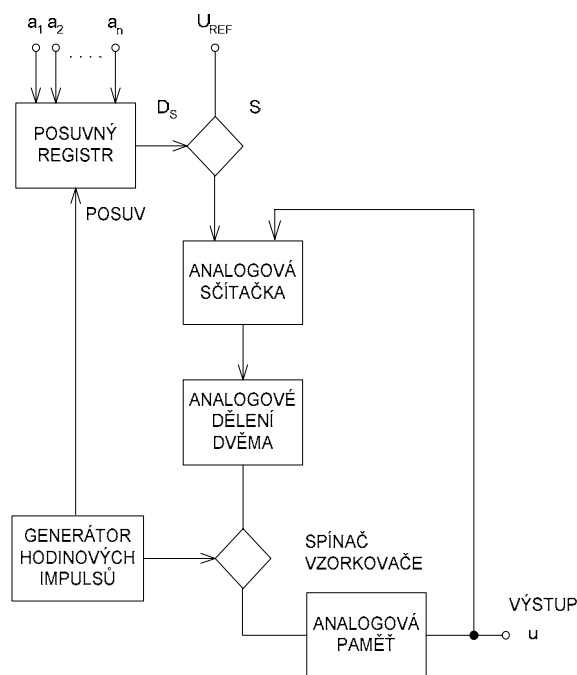 a1 a2 ..... an
UREF
DS
S
POSUVNÝ
REGISTR
POSUV
ANALOGOVÁ
SČÍTAČKA
ANALOGOVÉ
DĚLENÍ
DVĚMA
GENERÁTOR
HODINOVÝCH
IMPULSŮ
SPÍNAČ
VZORKOVAČE
ANALOGOVÁ
PAMĚŤ
VÝSTUP
u